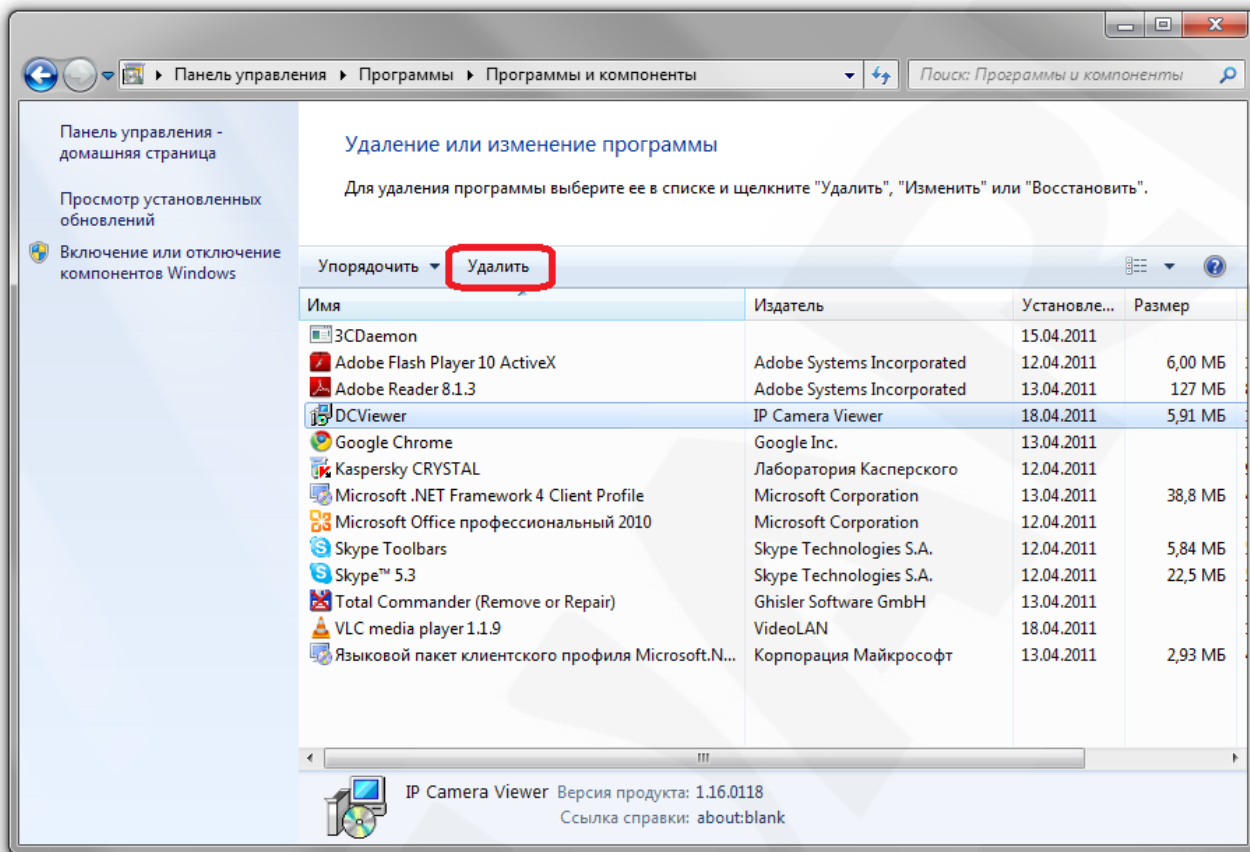 Панель управления ▸ Программы ▸ Программы и компоненты
Поиск: Программы и компоненты
Панель управления -
домашняя страница
Просмотр установленных
обновлений
Включение или отключение
компонентов Windows
Удаление или изменение программы
Для удаления программы выберите ее в списке и щелкните "Удалить", "Изменить" или "Восстановить".
Упорядочить Удалить
Имя Издатель Установле... Размер
3CDaemon 15.04.2011
Adobe Flash Player 10 ActiveX Adobe Systems Incorporated 12.04.2011 6,00 МБ
Adobe Reader 8.1.3 Adobe Systems Incorporated 13.04.2011 127 МБ
DCViewer IP Camera Viewer 18.04.2011 5,91 МБ
Google Chrome Google Inc. 13.04.2011
Kaspersky CRYSTAL Лаборатория Касперского 12.04.2011
Microsoft .NET Framework 4 Client Profile Microsoft Corporation 13.04.2011 38,8 МБ
Microsoft Office профессиональный 2010 Microsoft Corporation 12.04.2011
Skype Toolbars Skype Technologies S.A. 12.04.2011 5,84 МБ
Skype™ 5.3 Skype Technologies S.A. 12.04.2011 22,5 МБ
Total Commander (Remove or Repair) Ghisler Software GmbH 13.04.2011
VLC media player 1.1.9 VideoLAN 18.04.2011
Языковой пакет клиентского профиля Microsoft.N... Корпорация Майкрософт 13.04.2011 2,93 МБ
IP Camera Viewer Версия продукта: 1.16.0118
Ссылка справки: about:blank